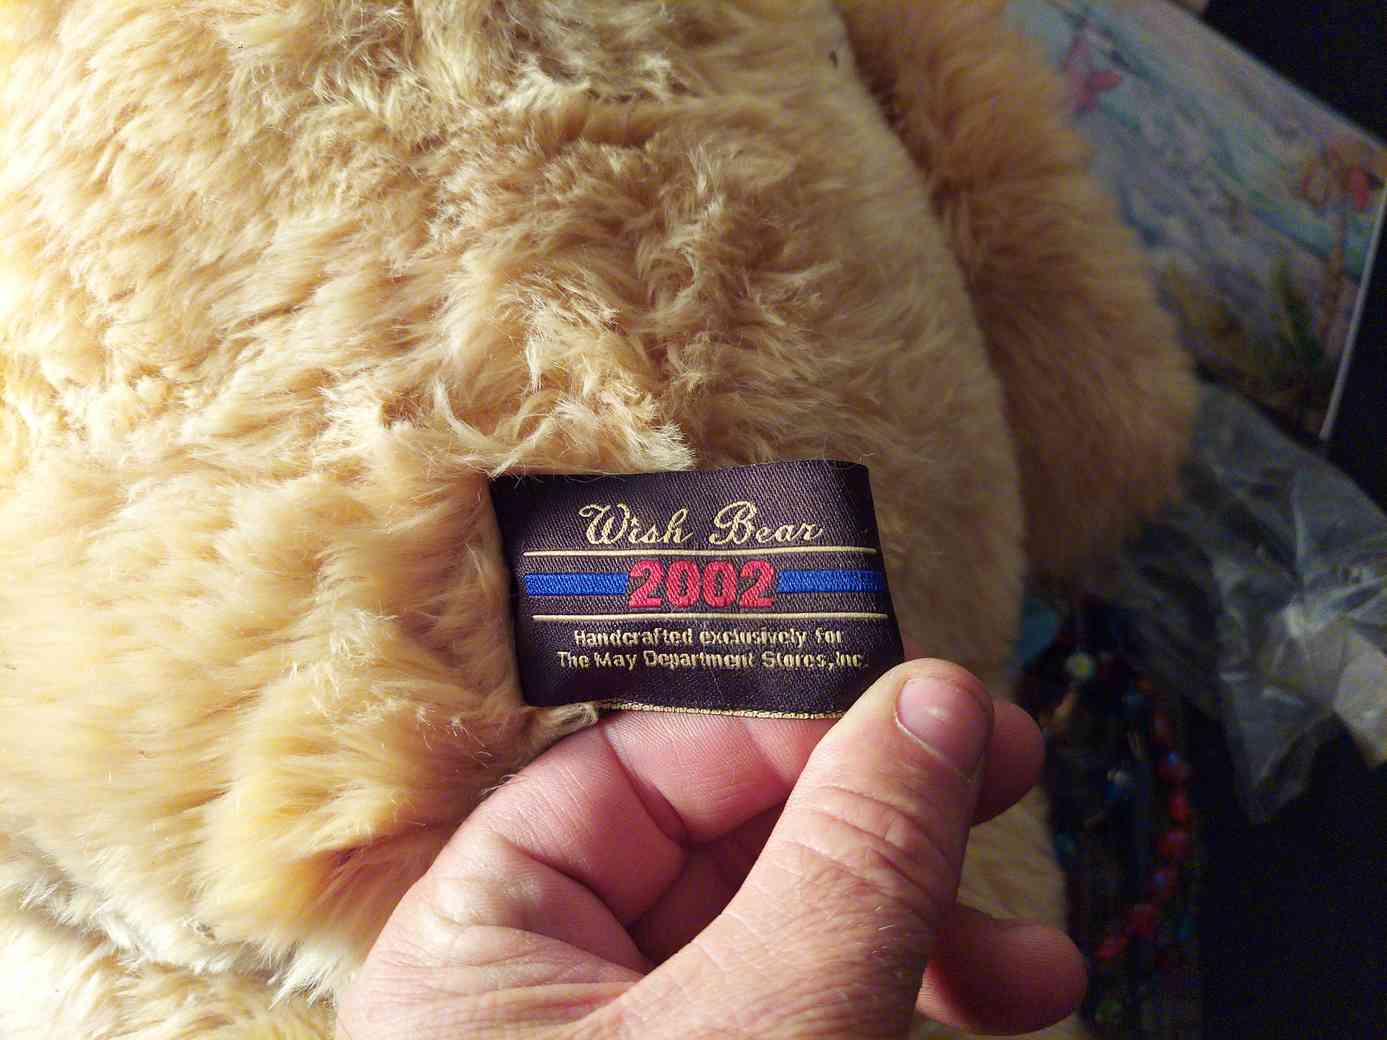 Wish Bear
2002
Handcrafted exclusively for
The May Department Stores, Inc.